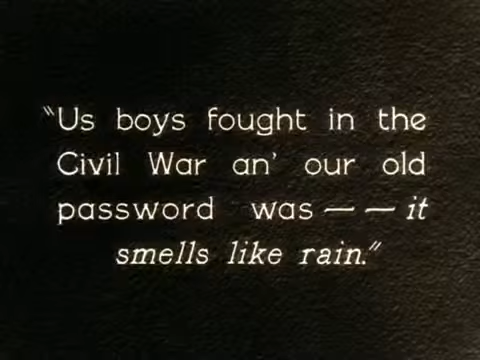 “Us boys fought in the
Civil War an’ our old
password was — — it
smells like rain.”